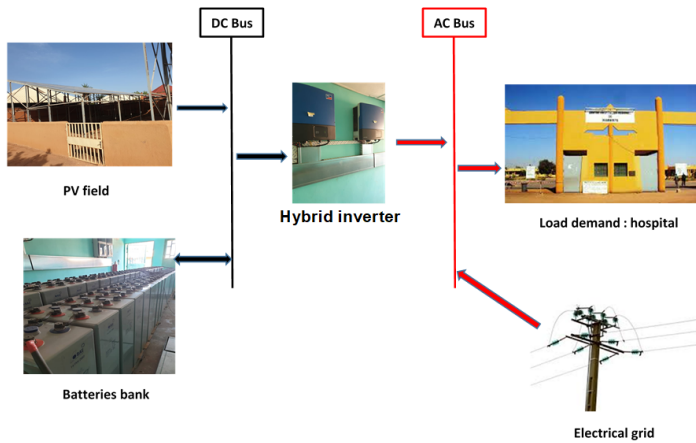 DC Bus
AC Bus
PV field
Hybrid inverter
Load demand : hospital
Batteries bank
Electrical grid